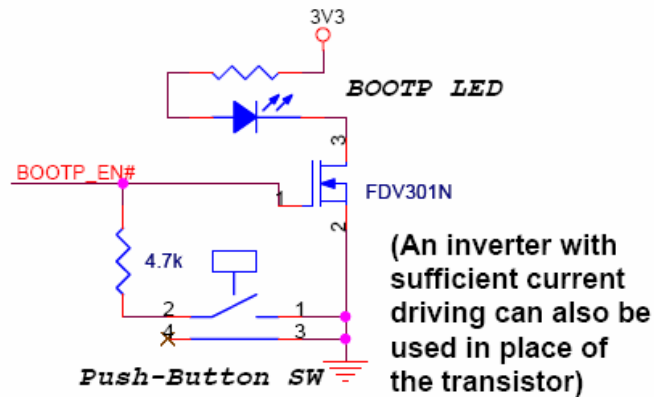 3V3
BOOTP LED
3
BOOTP_EN#
1
FDV301N
2
4.7k
(An inverter with
sufficient current
driving can also be
used in place of
the transistor)
2
1
4
3
Push-Button SW